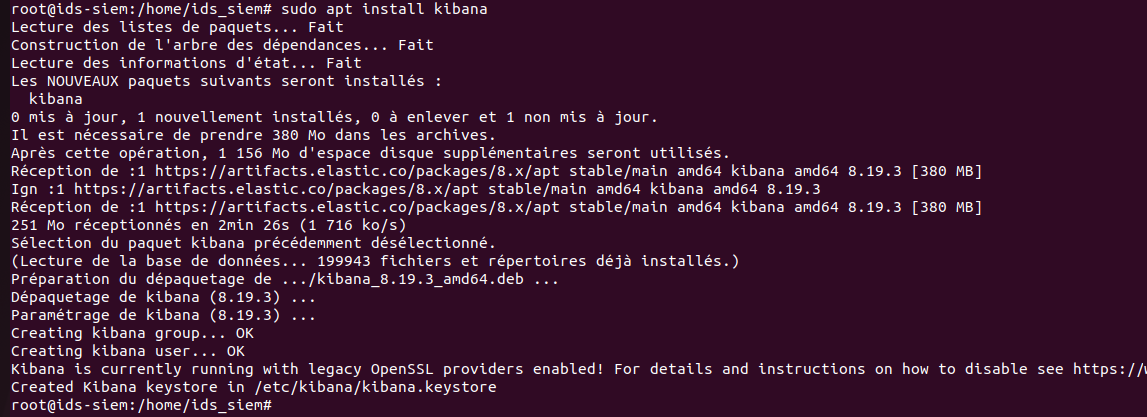 root@ids-siem:/home/ids_siem# sudo apt install kibana
Lecture des listes de paquets... Fait
Construction de l'arbre des dépendances... Fait
Lecture des informations d'état... Fait
Les NOUVEAUX paquets suivants seront installés :
  kibana
0 mis à jour, 1 nouvellement installés, 0 à enlever et 1 non mis à jour.
Il est nécessaire de prendre 380 Mo dans les archives.
Après cette opération, 1 156 Mo d'espace disque supplémentaires seront utilisés.
Réception de :1 https://artifacts.elastic.co/packages/8.x/apt stable/main amd64 kibana amd64 8.19.3 [380 MB]
Ign :1 https://artifacts.elastic.co/packages/8.x/apt stable/main amd64 kibana amd64 8.19.3
Réception de :1 https://artifacts.elastic.co/packages/8.x/apt stable/main amd64 kibana amd64 8.19.3 [380 MB]
251 Mo réceptionnés en 2min 26s (1 716 ko/s)
Sélection du paquet kibana précédemment désélectionné.
(Lecture de la base de données... 199943 fichiers et répertoires déjà installés.)
Préparation du dépaquetage de .../kibana_8.19.3_amd64.deb ...
Dépaquetage de kibana (8.19.3) ...
Paramétrage de kibana (8.19.3) ...
Creating kibana group... OK
Creating kibana user... OK
Kibana is currently running with legacy OpenSSL providers enabled! For details and instructions on how to disable see https://
Created Kibana keystore in /etc/kibana/kibana.keystore
root@ids-siem:/home/ids_siem#